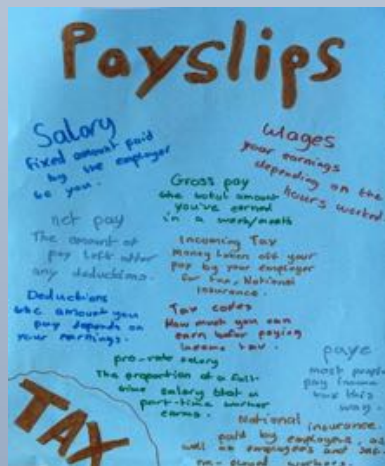 Payslips
Salary
fixed amount paid
by the employer
to you.
Wages
your earnings
depending on the
hours worked
Gross pay
the total amount
you've earned
in a week/month
net pay
The amount of
pay left after
any deductions.
Incoming Tax
money taken off your
pay by your employer
for tax, National
Insurance.
Deductions
the amount you
pay depends on
your earnings.
Tax codes
How much you can
earn before paying
income tax.
pro-rate salary
The proportion of a full-
time salary that a
part-time worker
earns.
paye
most people
pay income
tax this
way.
TAX
National insurance.
paid by employers, as
well as employees and